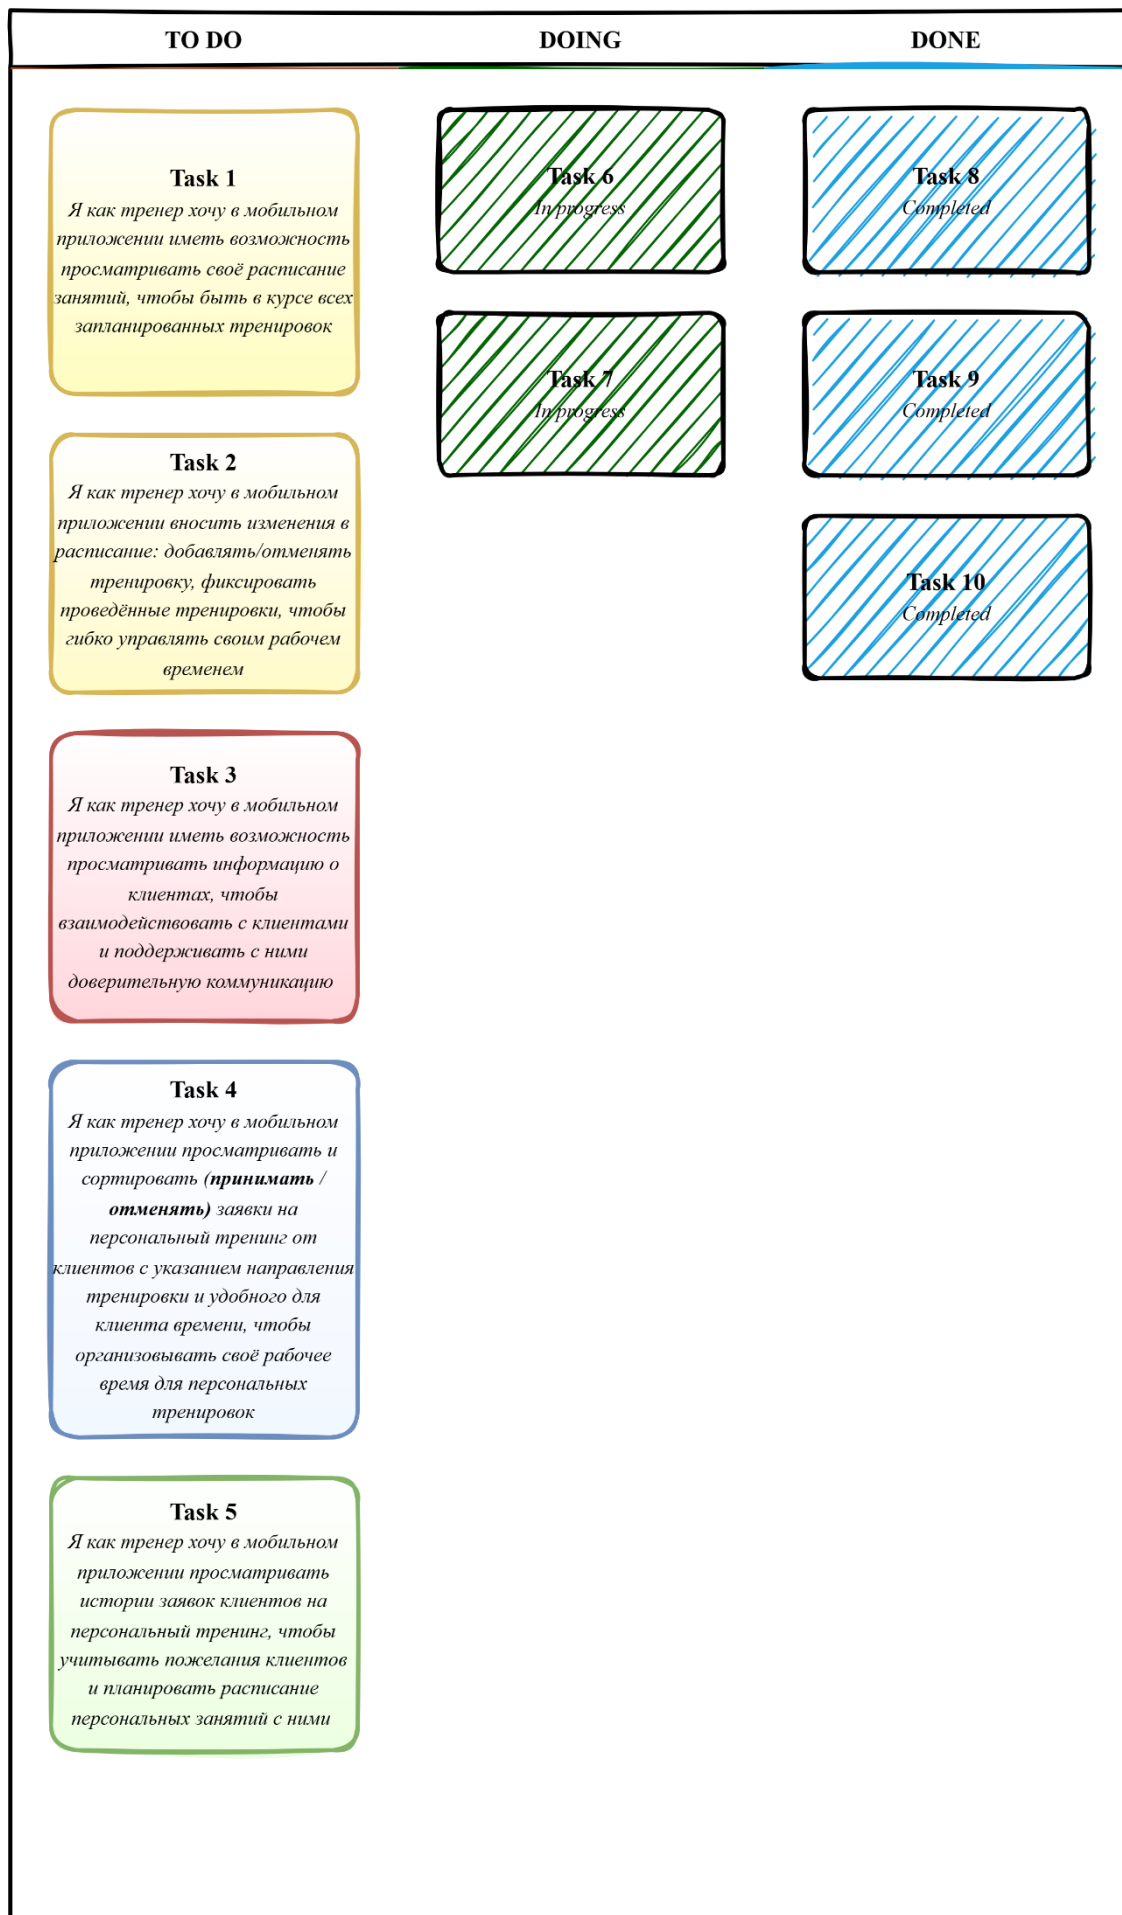 TO DO
DOING
DONE
Task 1
Я как тренер хочу в мобильном
приложении иметь возможность
просматривать своё расписание
занятий, чтобы быть в курсе всех
запланированных тренировок
Task 2
Я как тренер хочу в мобильном
приложении вносить изменения в
расписание: добавлять/отменять
тренировку, фиксировать
проведённые тренировки, чтобы
гибко управлять своим рабочем
временем
Task 3
Я как тренер хочу в мобильном
приложении иметь возможность
просматривать информацию о
клиентах, чтобы
взаимодействовать с клиентами
и поддерживать с ними
доверительную коммуникацию
Task 4
Я как тренер хочу в мобильном
приложении просматривать и
сортировать (принимать /
отменять) заявки на
персональный тренинг от
клиентов с указанием направления
тренировки и удобного для
клиента времени, чтобы
организовывать своё рабочее
время для персональных
тренировок
Task 5
Я как тренер хочу в мобильном
приложении просматривать
истории заявок клиентов на
персональный тренинг, чтобы
учитывать пожелания клиентов
и планировать расписание
персональных занятий с ними
Task 6
In progress
Task 7
In progress
Task 8
Completed
Task 9
Completed
Task 10
Completed